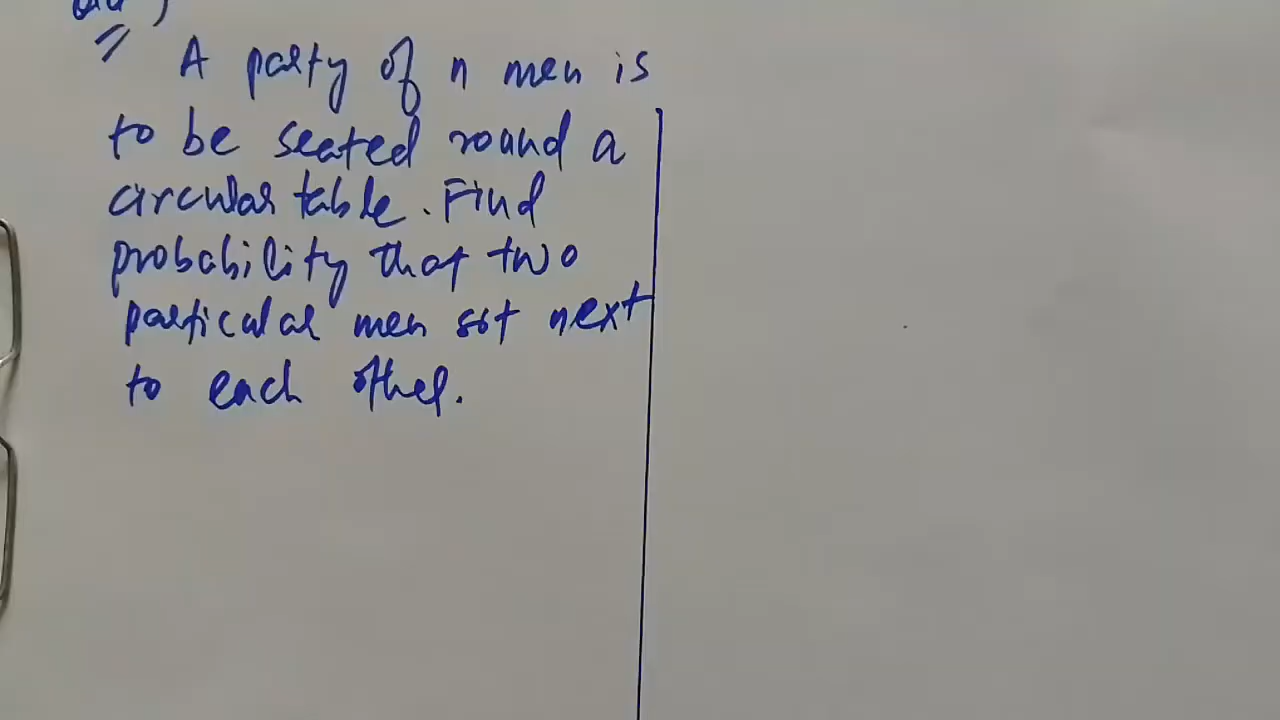 A party of n men is
to be seated round a
circular table. Find
probability that two
particular men sit next
to each other.